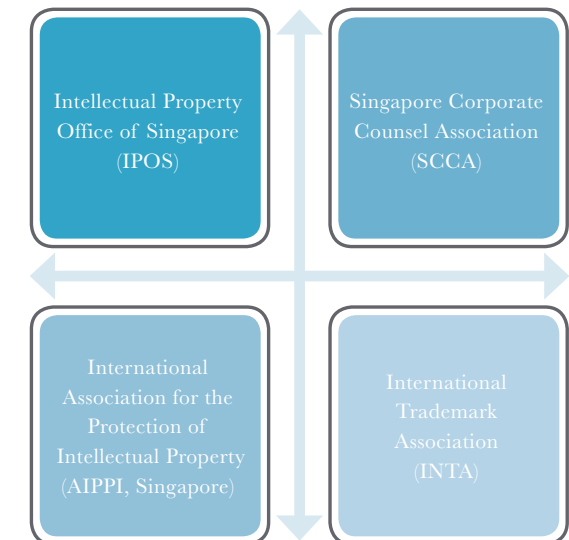 Intellectual Property
Office of Singapore
(IPOS)
Singapore Corporate
Counsel Association
(SCCA)
International
Association for the
Protection of
Intellectual Property
(AIPPI, Singapore)
International
Trademark
Association
(INTA)